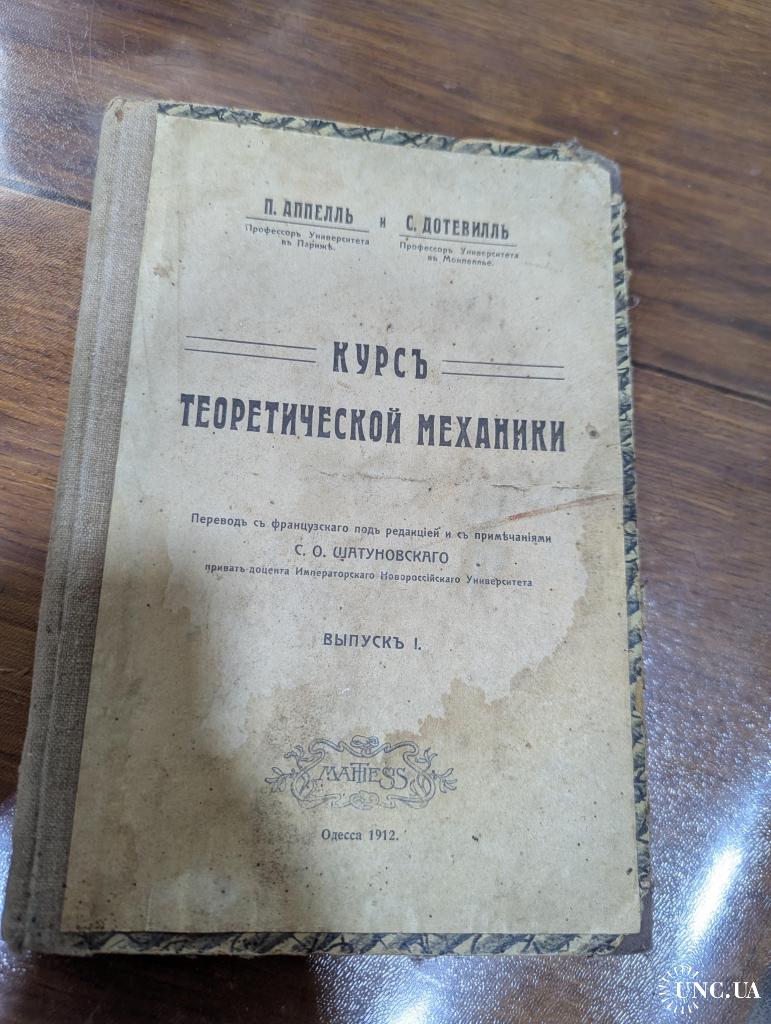 П. АППЕЛЛЬ и С. ДОТЕВИЛЛЬ
Профессоръ Университета
въ Парижѣ.
Профессоръ Университета
въ Монпелье.
КУРСЪ
ТЕОРЕТИЧЕСКОЙ МЕХАНИКИ
Переводъ съ французскаго подъ редакціей и съ примѣчаніями
С. О. ШАТУНОВСКАГО
приватъ-доцента Императорскаго Новороссійскаго Университета
ВЫПУСКЪ I.
MATHESIS
Одесса 1912.
UNC.UA